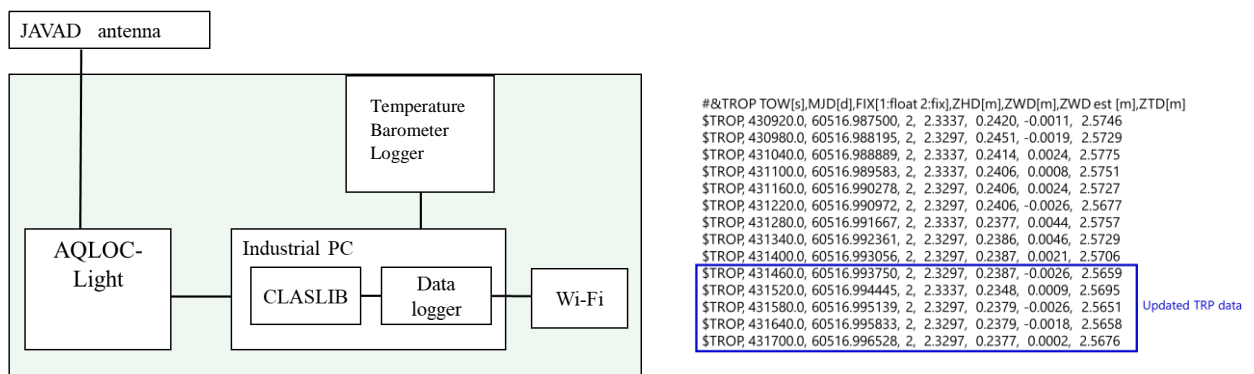 JAVAD antenna
Temperature
Barometer
Logger
AQLOC-
Light
Industrial PC
CLASLIB
Data
logger
Wi-Fi
#&TROP TOW[s],MJD[d],FIX[1:float 2:fix],ZHD[m],ZWD[m],ZWD est [m],ZTD[m]
$TROP, 430920.0, 60516.987500, 2, 2.3337, 0.2420, -0.0011, 2.5746
$TROP, 430980.0, 60516.988195, 2, 2.3297, 0.2451, -0.0019, 2.5729
$TROP, 431040.0, 60516.988889, 2, 2.3337, 0.2414, 0.0024, 2.5775
$TROP, 431100.0, 60516.989583, 2, 2.3337, 0.2406, 0.0008, 2.5751
$TROP, 431160.0, 60516.990278, 2, 2.3297, 0.2406, 0.0024, 2.5727
$TROP, 431220.0, 60516.990972, 2, 2.3297, 0.2406, -0.0026, 2.5677
$TROP, 431280.0, 60516.991667, 2, 2.3337, 0.2377, 0.0044, 2.5757
$TROP, 431340.0, 60516.992361, 2, 2.3297, 0.2386, 0.0046, 2.5729
$TROP, 431400.0, 60516.993056, 2, 2.3297, 0.2387, 0.0021, 2.5706
$TROP, 431460.0, 60516.993750, 2, 2.3297, 0.2387, -0.0026, 2.5659
$TROP, 431520.0, 60516.994445, 2, 2.3337, 0.2348, 0.0009, 2.5695
$TROP, 431580.0, 60516.995139, 2, 2.3297, 0.2379, -0.0026, 2.5651
$TROP, 431640.0, 60516.995833, 2, 2.3297, 0.2379, -0.0018, 2.5658
$TROP, 431700.0, 60516.996528, 2, 2.3297, 0.2377, 0.0002, 2.5676
Updated TRP data